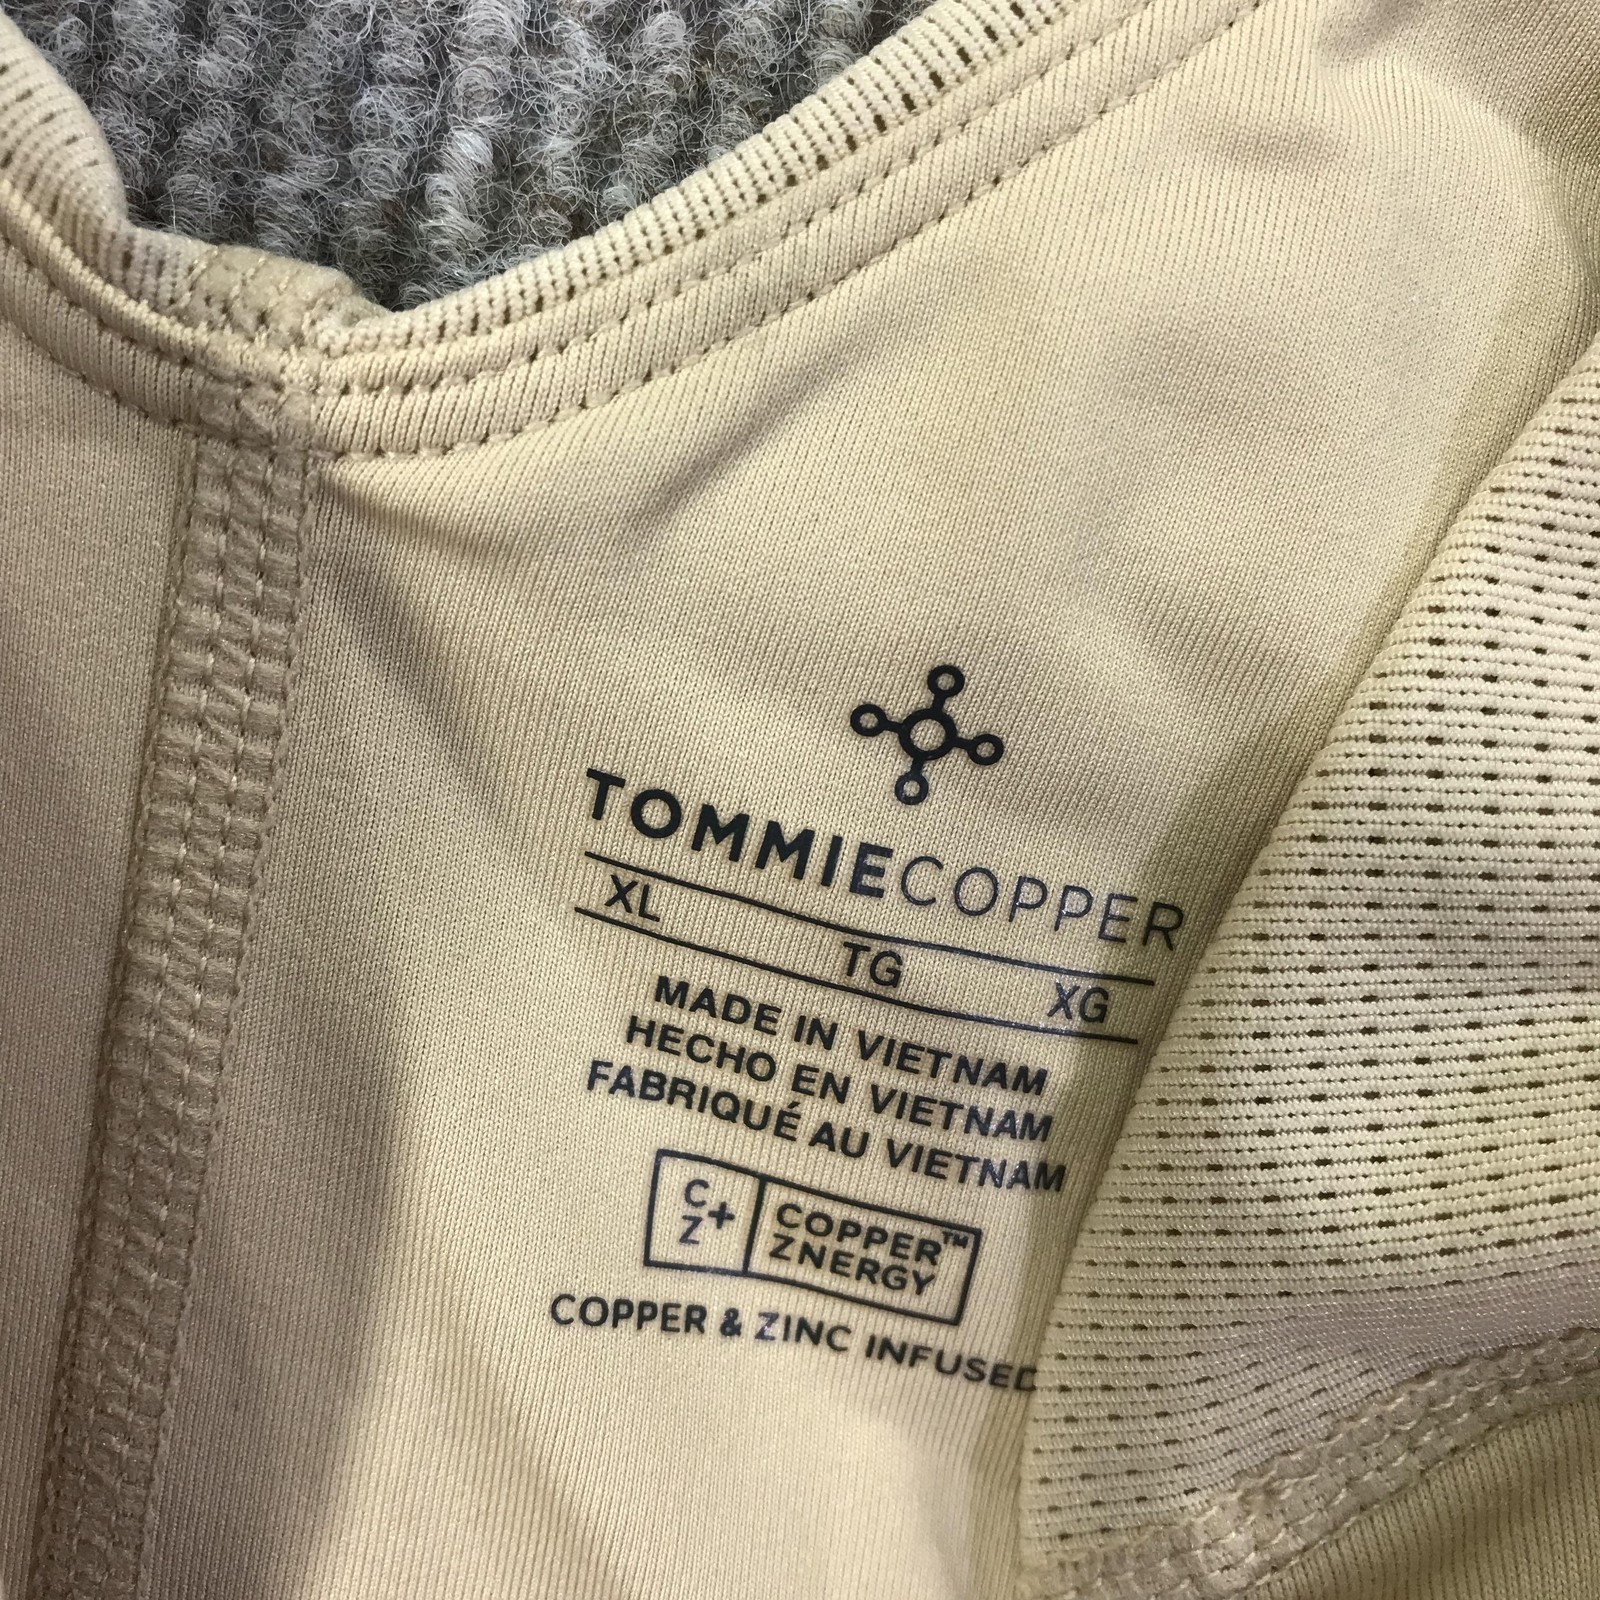 TOMMIECOPPER
XL TG XG
MADE IN VIETNAM
HECHO EN VIETNAM
FABRIQUÉ AU VIETNAM
C
Z+
COPPER™
ZNERGY
COPPER & ZINC INFUSED